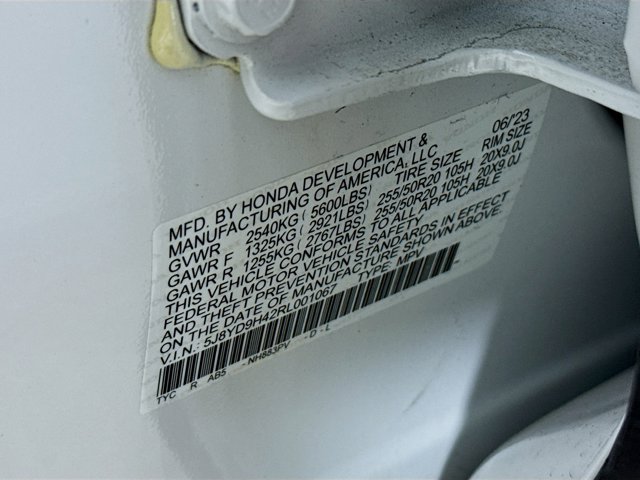 MFD. BY HONDA DEVELOPMENT & 06/'23
MANUFACTURING OF AMERICA, LLC
TIRE SIZE RIM SIZE
GVWR 2540KG ( 5600LBS)
GAWR F 1325KG ( 2921LBS) 255/50R20 105H 20X9.0J
GAWR R 1255KG ( 2767LBS) 255/50R20 105H 20X9.0J
THIS VEHICLE CONFORMS TO ALL APPLICABLE
FEDERAL MOTOR VEHICLE SAFETY
AND THEFT PREVENTION STANDARDS IN EFFECT
ON THE DATE OF MANUFACTURE SHOWN ABOVE.
V.I.N.: 5J8YD9H42RL001067 TYPE: MPV
TYC R AB5 -NH883PV -D-L